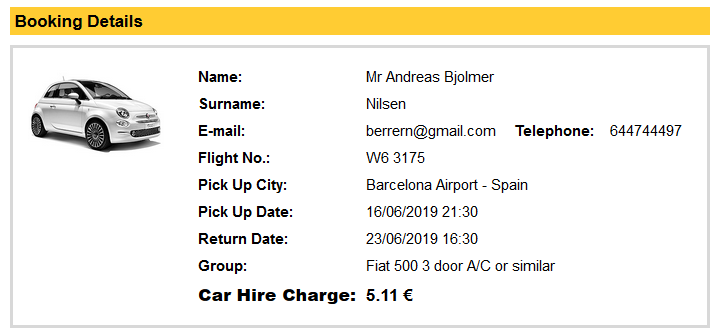 Booking Details
Name: Mr Andreas Bjolmer
Surname: Nilsen
E-mail: berrern@gmail.com Telephone: 644744497
Flight No.: W6 3175
Pick Up City: Barcelona Airport - Spain
Pick Up Date: 16/06/2019 21:30
Return Date: 23/06/2019 16:30
Group: Fiat 500 3 door A/C or similar
Car Hire Charge: 5.11 €